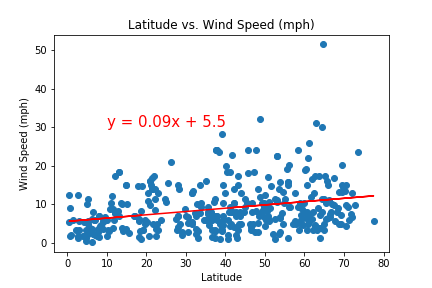 Latitude vs. Wind Speed (mph)
50
40
30
20
10
0
Wind Speed (mph)
y = 0.09x + 5.5
0 10 20 30 40 50 60 70 80
Latitude